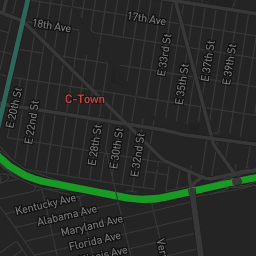 18th Ave
17th Ave
E 33rd St
E 35th St
E 37th St
E 39th St
C-Town
E 20th St
E 22nd St
E 28th St
E 30th St
E 32nd St
Kentucky Ave
Alabama Ave
Maryland Ave
Florida Ave